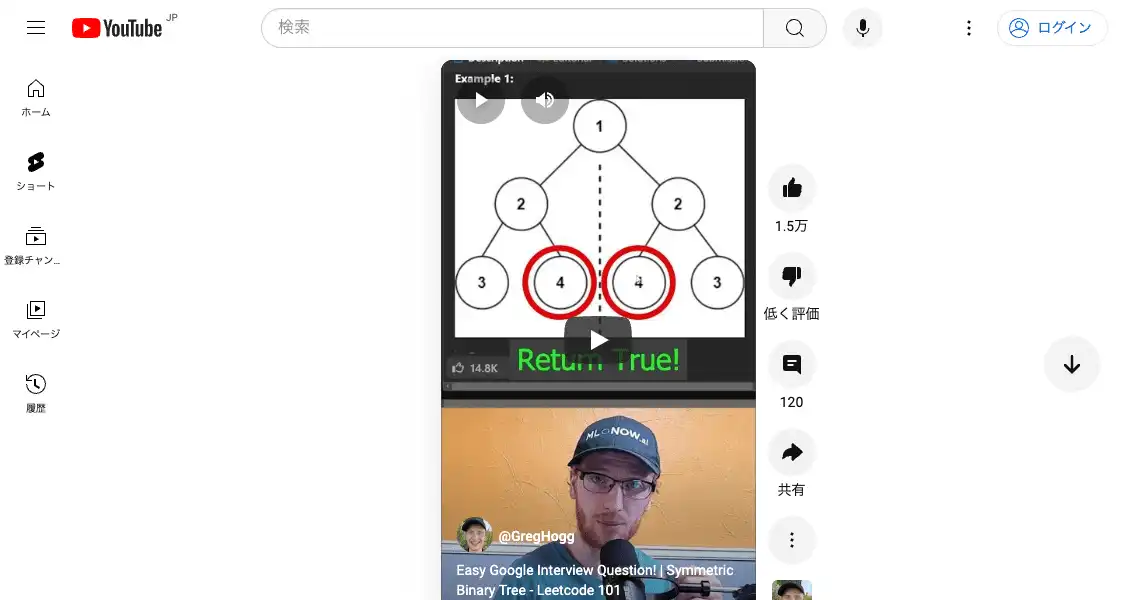 YouTube JP
検索
ログイン
ホーム
ショート
登録チャン...
マイページ
履歴
Description
Solutions
Example 1:
1
2 2
3 4 4 3
14.8K
Return True!
ML NOW.ai
@GregHogg
Easy Google Interview Question! | Symmetric
Binary Tree - Leetcode 101
1.5万
低く評価
120
共有